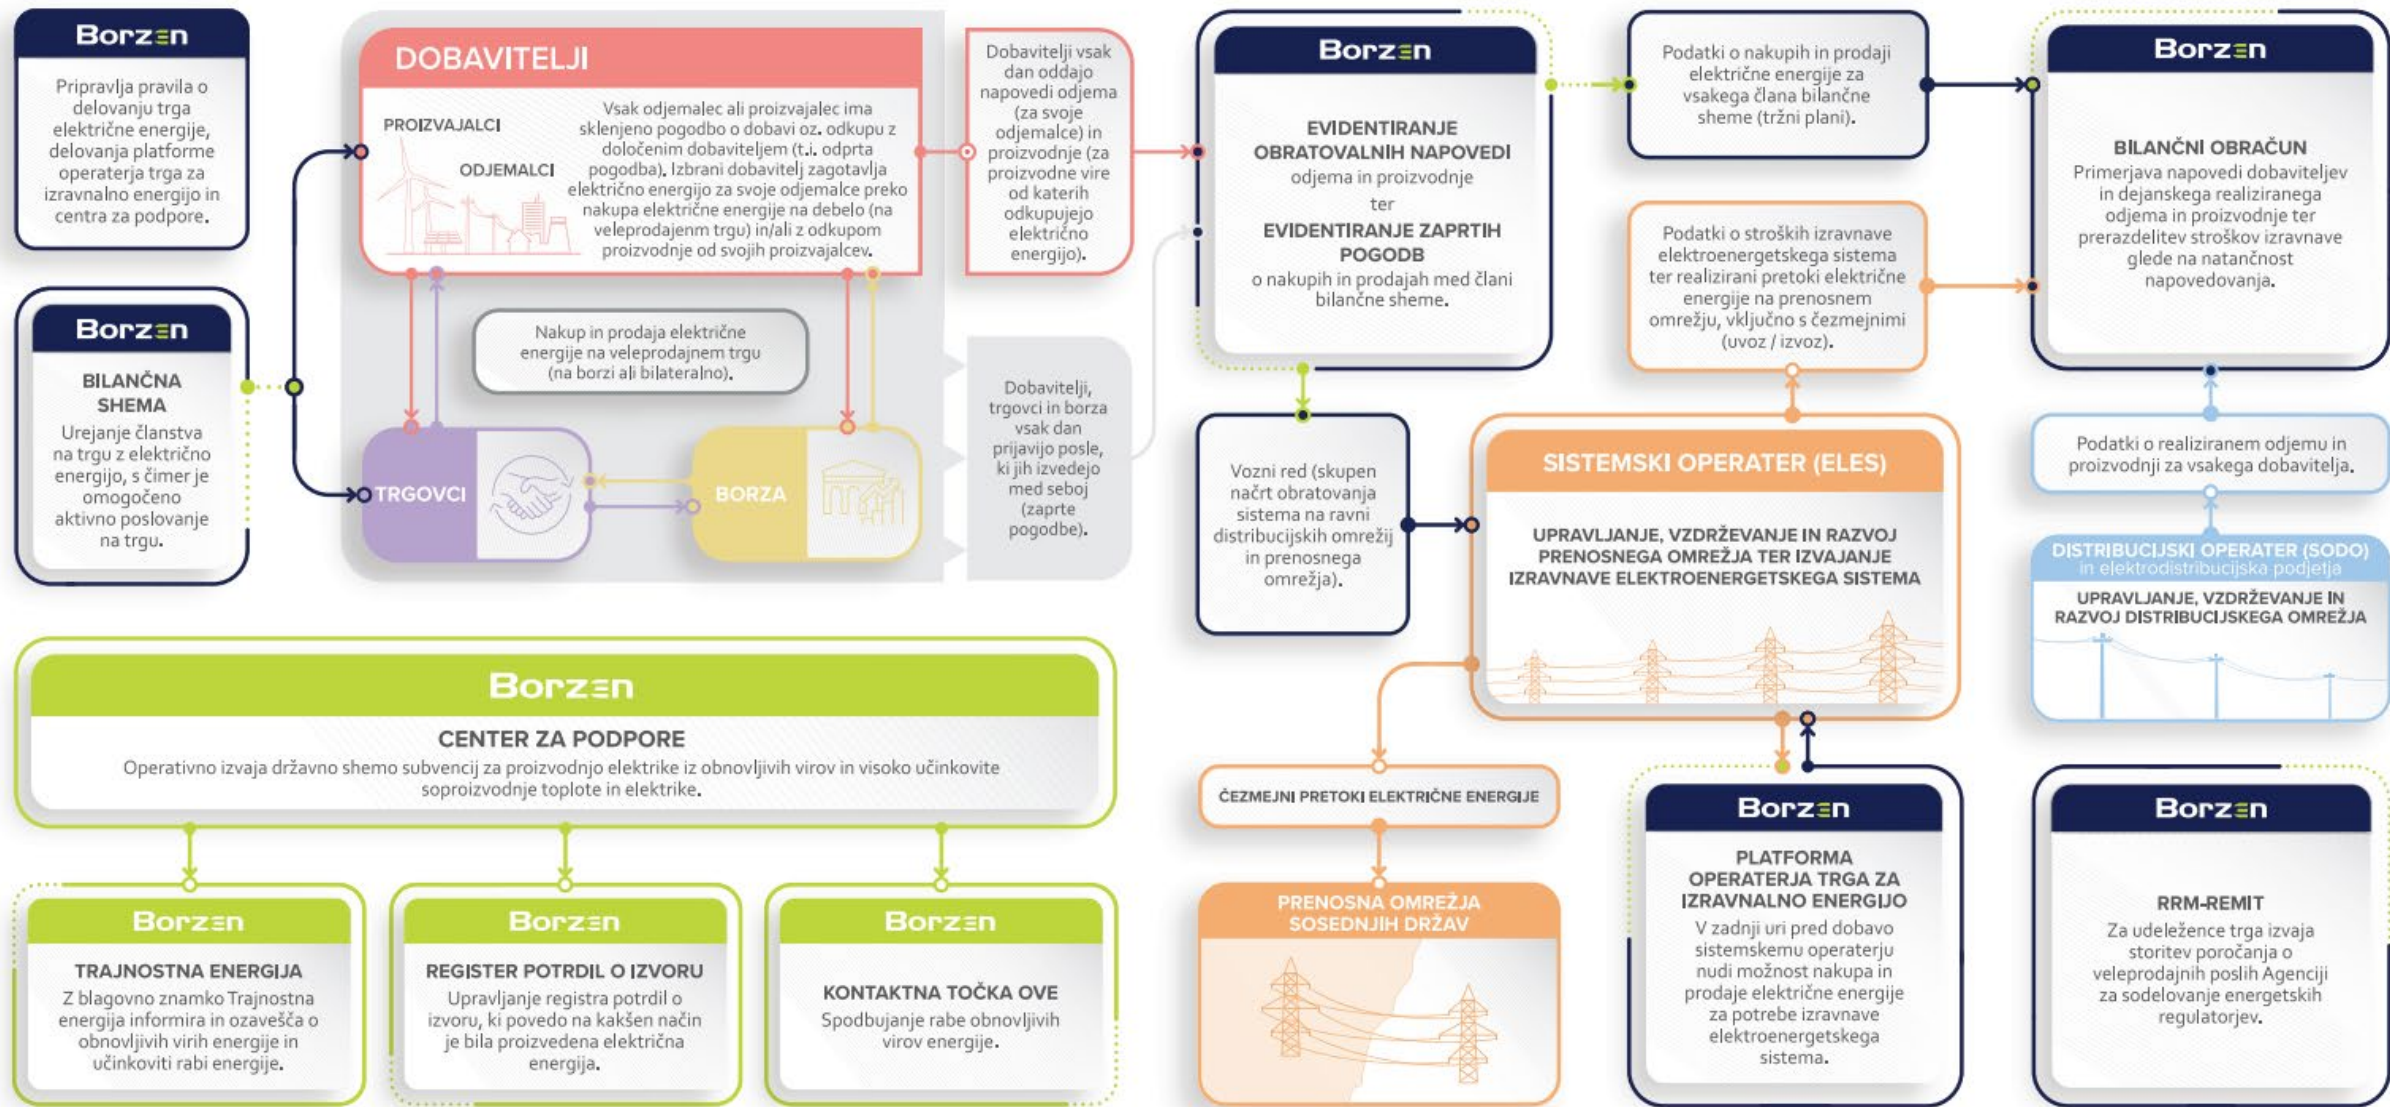 Borzen
Pripravlja pravila o
delovanju trga
električne energije,
delovanja platforme
operaterja trga za
izravnalno energijo in
centra za podpore.
Borzen
BILANČNA
SHEMA
Urejanje članstva
na trgu z električno
energijo, s čimer je
omogočeno
aktivno poslovanje
na trgu.
DOBAVITELJI
PROIZVAJALCI
ODJEMALCI
Vsak odjemalec ali proizvajalec ima
sklenjeno pogodbo o dobavi oz. odkupu z
določenim dobaviteljem (t.i. odprta
pogodba). Izbrani dobavitelj zagotavlja
električno energijo za svoje odjemalce preko
nakupa električne energije na debelo (na
veleprodajenm trgu) in/ali z odkupom
proizvodnje od svojih proizvajalcev.
Nakup in prodaja električne
energije na veleprodajnem trgu
(na borzi ali bilateralno).
TRGOVCI
BORZA
Dobavitelji vsak
dan oddajo
napovedi odjema
(za svoje
odjemalce) in
proizvodnje (za
proizvodne vire
od katerih
odkupujejo
električno
energijo).
Dobavitelji,
trgovci in borza
vsak dan
prijavijo posle,
ki jih izvedejo
med seboj
(zaprte
pogodbe).
Borzen
EVIDENTIRANJE
OBRATOVALNIH NAPOVEDI
odjema in proizvodnje
ter
EVIDENTIRANJE ZAPRTIH
POGODB
o nakupih in prodajah med člani
bilančne sheme.
Podatki o nakupih in prodaji
električne energije za
vsakega člana bilančne
sheme (tržni plani).
Podatki o stroških izravnave
elektroenergetskega sistema
ter realizirani pretoki električne
energije na prenosnem
omrežju, vključno s čezmejnimi
(uvoz / izvoz).
Borzen
BILANČNI OBRAČUN
Primerjava napovedi dobaviteljev
in dejanskega realiziranega
odjema in proizvodnje ter
prerazdelitev stroškov izravnave
glede na natančnost
napovedovanja.
Vozni red (skupen
načrt obratovanja
sistema na ravni
distribucijskih omrežij
in prenosnega
omrežja).
SISTEMSKI OPERATER (ELES)
UPRAVLJANJE, VZDRŽEVANJE IN RAZVOJ
PRENOSNEGA OMREŽJA TER IZVAJANJE
IZRAVNAVE ELEKTROENERGETSKEGA SISTEMA
Podatki o realiziranem odjemu in
proizvodnji za vsakega dobavitelja.
DISTRIBUCIJSKI OPERATER (SODO)
in elektrodistribucijska podjetja
UPRAVLJANJE, VZDRŽEVANJE IN
RAZVOJ DISTRIBUCIJSKEGA OMREŽJA
Borzen
CENTER ZA PODPORE
Operativno izvaja državno shemo subvencij za proizvodnjo elektrike iz obnovljivih virov in visoko učinkovite
soproizvodnje toplote in elektrike.
Borzen
TRAJNOSTNA ENERGIJA
Z blagovno znamko Trajnostna
energija informira in ozavešča o
obnovljivih virih energije in
učinkoviti rabi energije.
Borzen
REGISTER POTRDIL O IZVORU
Upravljanje registra potrdil o
izvoru, ki povedo na kakšen način
je bila proizvedena električna
energija.
Borzen
KONTAKTNA TOČKA OVE
Spodbujanje rabe obnovljivih
virov energije.
ČEZMEJNI PRETOKI ELEKTRIČNE ENERGIJE
PRENOSNA OMREŽJA
SOSEDNJIH DRŽAV
Borzen
PLATFORMA
OPERATERJA TRGA ZA
IZRAVNALNO ENERGIJO
V zadnji uri pred dobavo
sistemskemu operaterju
nudi možnost nakupa in
prodaje električne energije
za potrebe izravnave
elektroenergetskega
sistema.
Borzen
RRM-REMIT
Za udeležence trga izvaja
storitev poročanja o
veleprodajnih poslih Agenciji
za sodelovanje energetskih
regulatorjev.